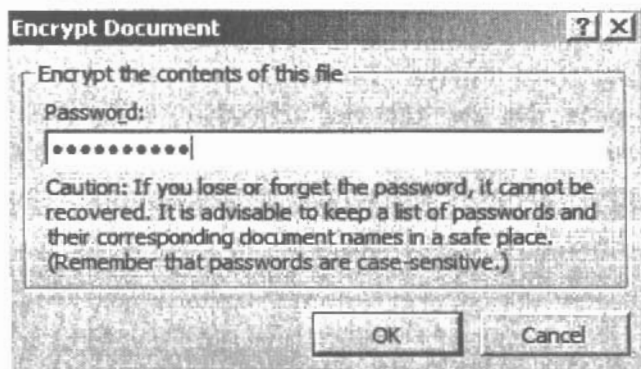 Encrypt Document ? X
Encrypt the contents of this file
Password:
●●●●●●●●●●
Caution: If you lose or forget the password, it cannot be
recovered. It is advisable to keep a list of passwords and
their corresponding document names in a safe place.
(Remember that passwords are case-sensitive.)
OK Cancel